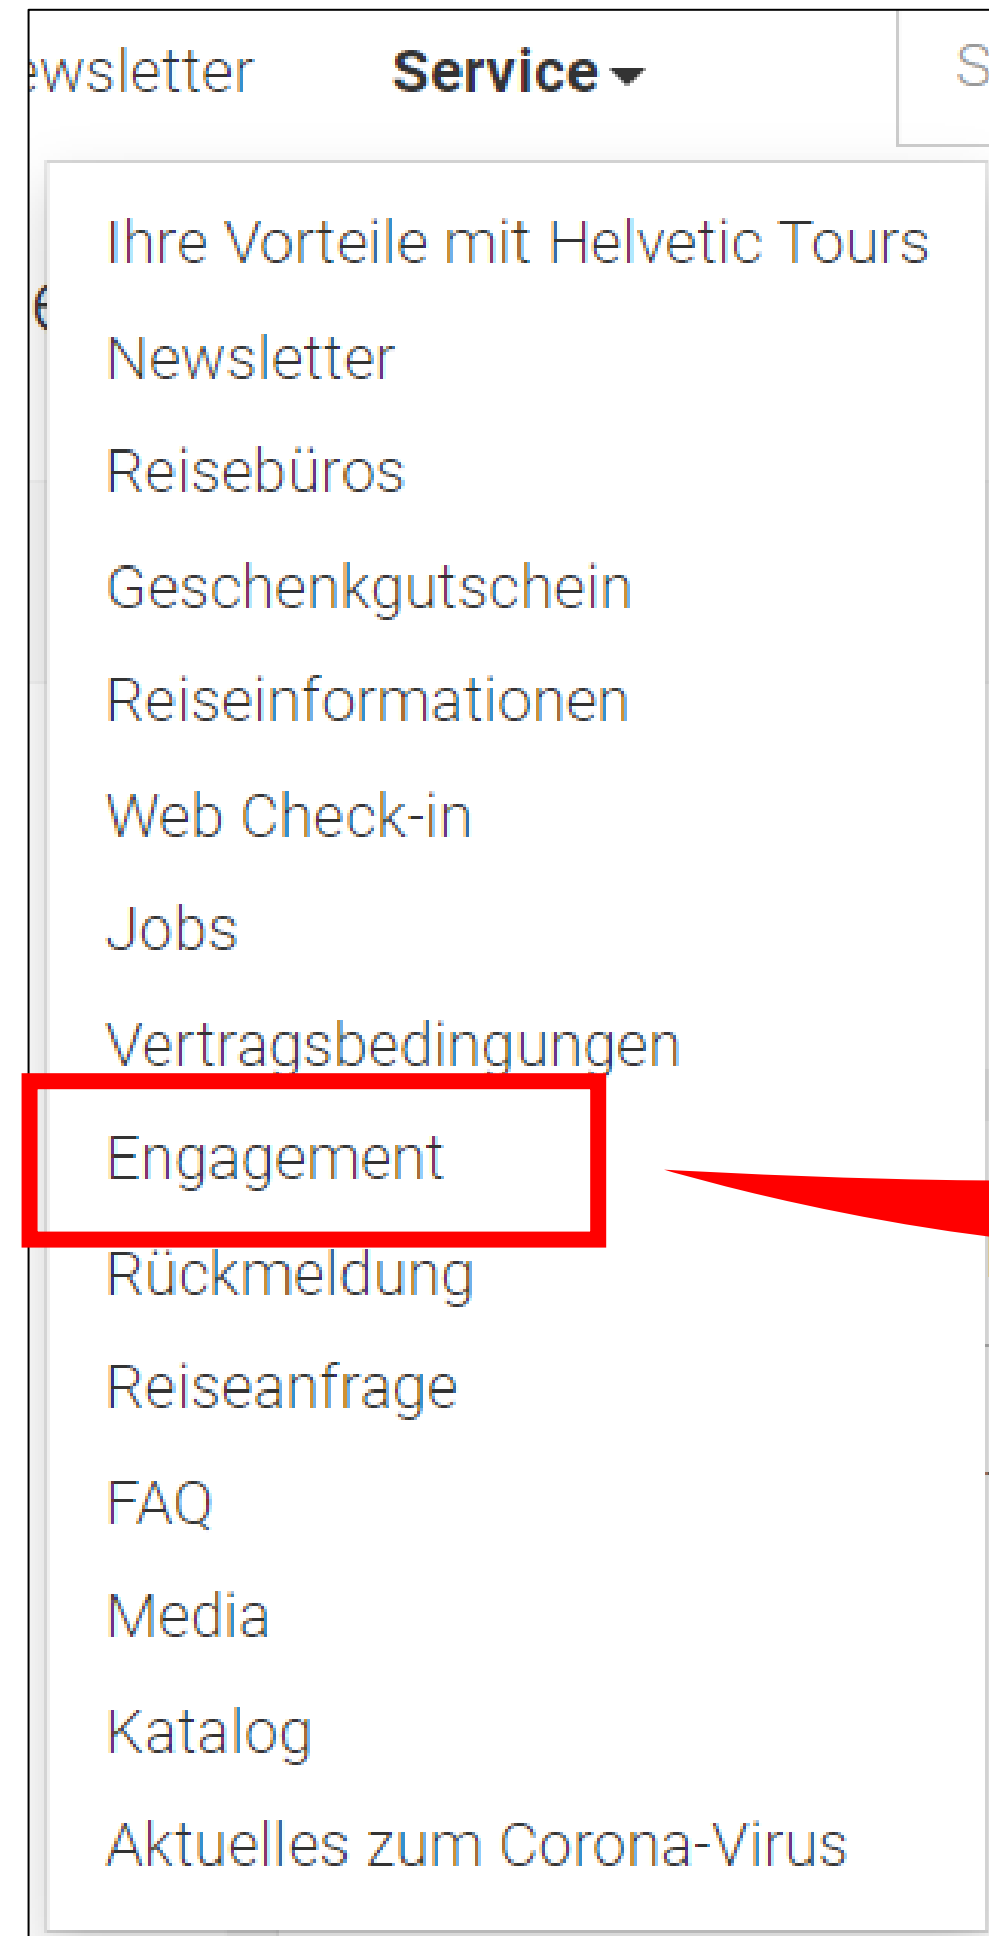 ewsletter Service S
Ihre Vorteile mit Helvetic Tours
Newsletter
Reisebüros
Geschenkgutschein
Reiseinformationen
Web Check-in
Jobs
Vertragsbedingungen
Engagement
Rückmeldung
Reiseanfrage
FAQ
Media
Katalog
Aktuelles zum Corona-Virus